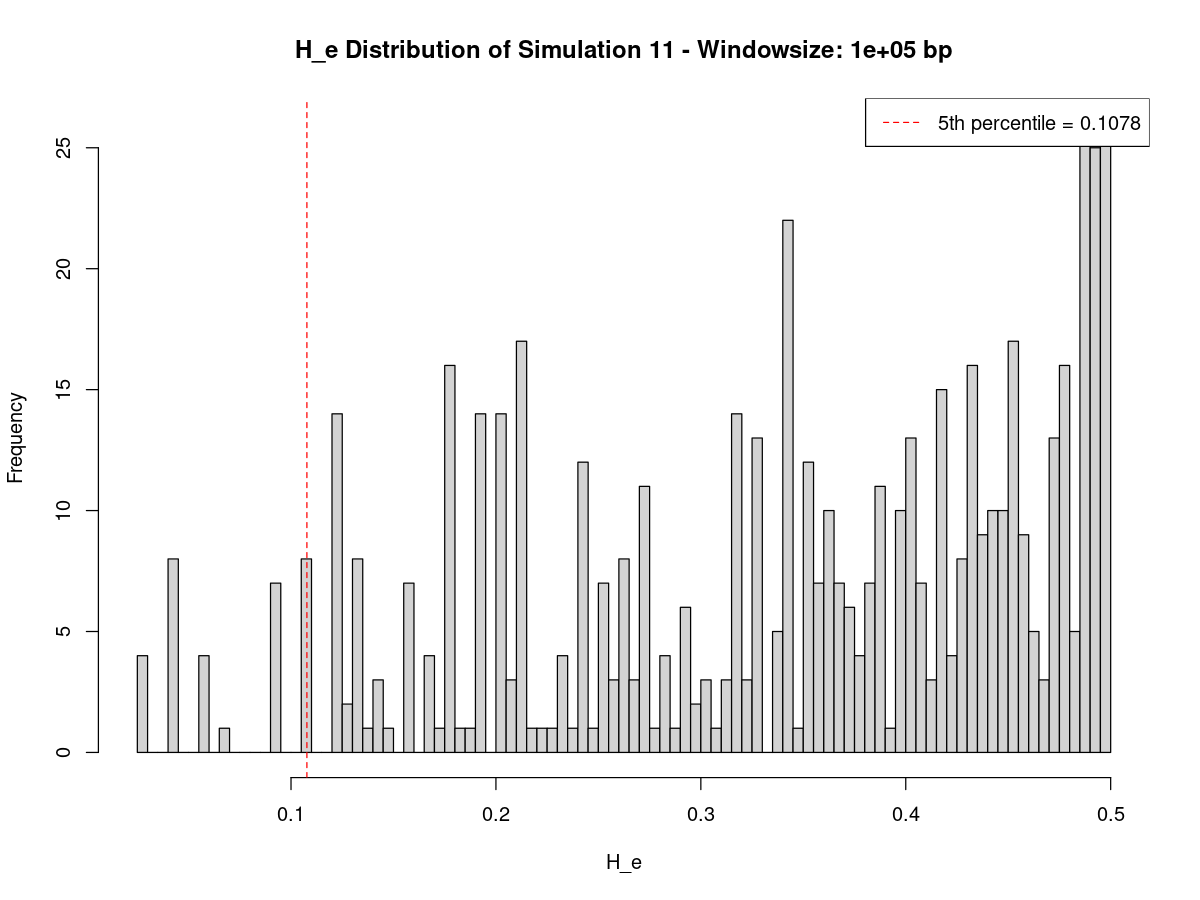 H_e Distribution of Simulation 11 - Windowsize: 1e+05 bp
5th percentile = 0.1078
25
20
15
10
5
0
Frequency
0.1 0.2 0.3 0.4 0.5
H_e